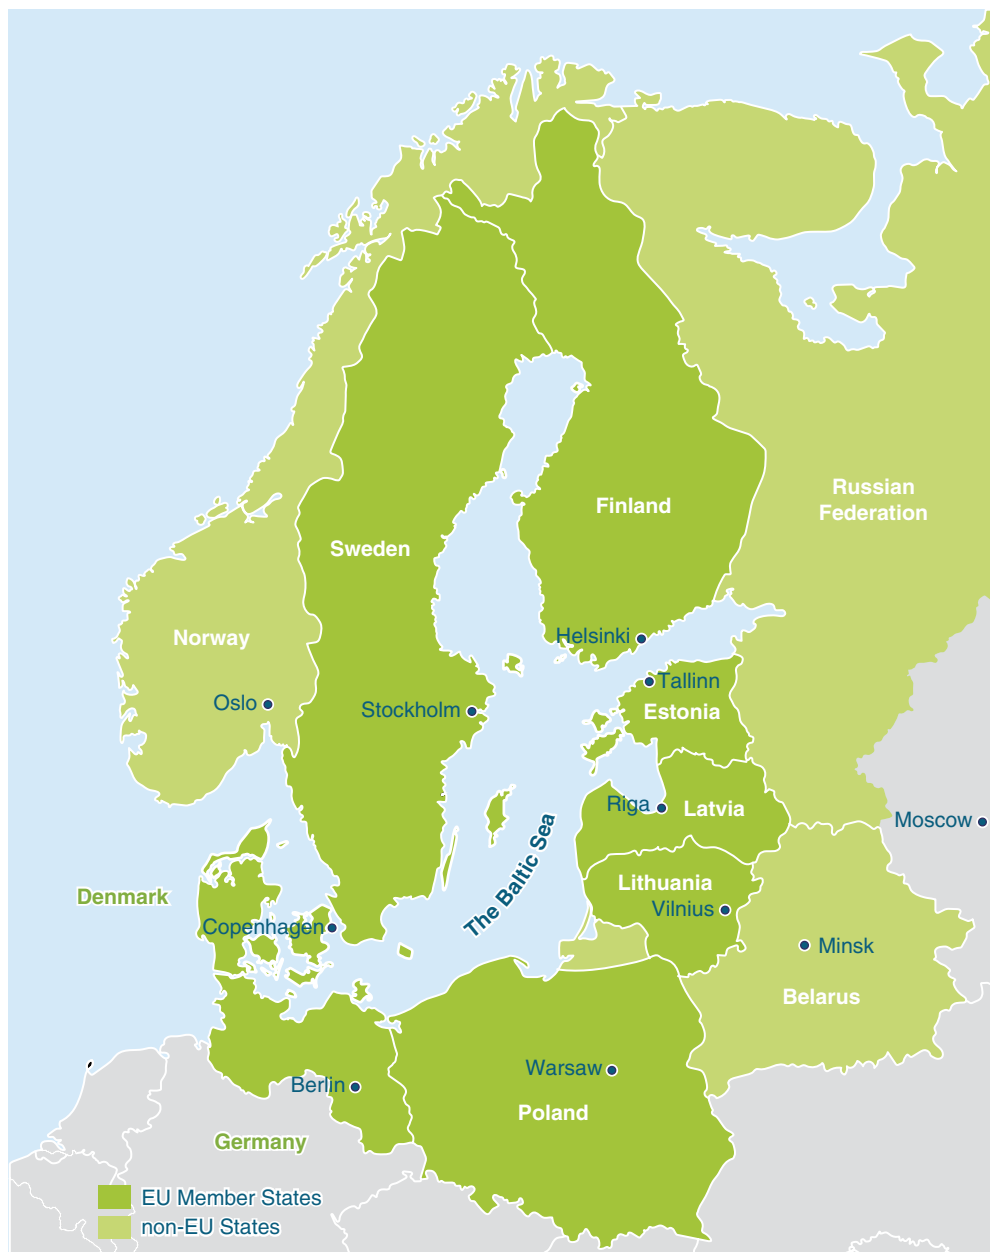 Russian
Federation
Finland
Sweden
Norway
Helsinki
Tallinn
Oslo
Stockholm
Estonia
Riga
Latvia
Moscow
The Baltic Sea
Lithuania
Denmark
Vilnius
Copenhagen
Minsk
Belarus
Warsaw
Berlin
Poland
Germany
EU Member States
non-EU States